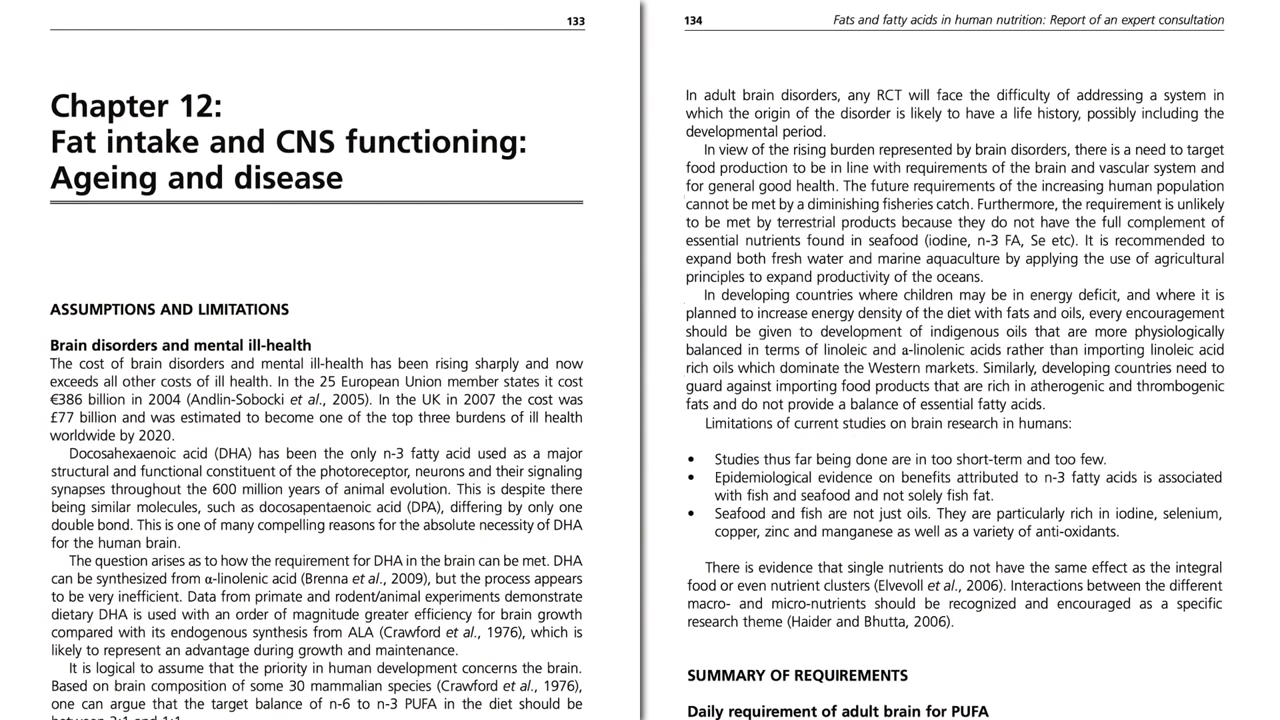 133
Chapter 12:
Fat intake and CNS functioning:
Ageing and disease
ASSUMPTIONS AND LIMITATIONS
Brain disorders and mental ill-health
The cost of brain disorders and mental ill-health has been rising sharply and now
exceeds all other costs of ill health. In the 25 European Union member states it cost
€386 billion in 2004 (Andlin-Sobocki et al., 2005). In the UK in 2007 the cost was
£77 billion and was estimated to become one of the top three burdens of ill health
worldwide by 2020.
Docosahexaenoic acid (DHA) has been the only n-3 fatty acid used as a major
structural and functional constituent of the photoreceptor, neurons and their signaling
synapses throughout the 600 million years of animal evolution. This is despite there
being similar molecules, such as docosapentaenoic acid (DPA), differing by only one
double bond. This is one of many compelling reasons for the absolute necessity of DHA
for the human brain.
The question arises as to how the requirement for DHA in the brain can be met. DHA
can be synthesized from α-linolenic acid (Brenna et al., 2009), but the process appears
to be very inefficient. Data from primate and rodent/animal experiments demonstrate
dietary DHA is used with an order of magnitude greater efficiency for brain growth
compared with its endogenous synthesis from ALA (Crawford et al., 1976), which is
likely to represent an advantage during growth and maintenance.
It is logical to assume that the priority in human development concerns the brain.
Based on brain composition of some 30 mammalian species (Crawford et al., 1976),
one can argue that the target balance of n-6 to n-3 PUFA in the diet should be
between 2:1 and 1:1.
134 Fats and fatty acids in human nutrition: Report of an expert consultation
In adult brain disorders, any RCT will face the difficulty of addressing a system in
which the origin of the disorder is likely to have a life history, possibly including the
developmental period.
In view of the rising burden represented by brain disorders, there is a need to target
food production to be in line with requirements of the brain and vascular system and
for general good health. The future requirements of the increasing human population
cannot be met by a diminishing fisheries catch. Furthermore, the requirement is unlikely
to be met by terrestrial products because they do not have the full complement of
essential nutrients found in seafood (iodine, n-3 FA, Se etc). It is recommended to
expand both fresh water and marine aquaculture by applying the use of agricultural
principles to expand productivity of the oceans.
In developing countries where children may be in energy deficit, and where it is
planned to increase energy density of the diet with fats and oils, every encouragement
should be given to development of indigenous oils that are more physiologically
balanced in terms of linoleic and α-linolenic acids rather than importing linoleic acid
rich oils which dominate the Western markets. Similarly, developing countries need to
guard against importing food products that are rich in atherogenic and thrombogenic
fats and do not provide a balance of essential fatty acids.
Limitations of current studies on brain research in humans:
• Studies thus far being done are in too short-term and too few.
• Epidemiological evidence on benefits attributed to n-3 fatty acids is associated
with fish and seafood and not solely fish fat.
• Seafood and fish are not just oils. They are particularly rich in iodine, selenium,
copper, zinc and manganese as well as a variety of anti-oxidants.
There is evidence that single nutrients do not have the same effect as the integral
food or even nutrient clusters (Elvevoll et al., 2006). Interactions between the different
macro- and micro-nutrients should be recognized and encouraged as a specific
research theme (Haider and Bhutta, 2006).
SUMMARY OF REQUIREMENTS
Daily requirement of adult brain for PUFA